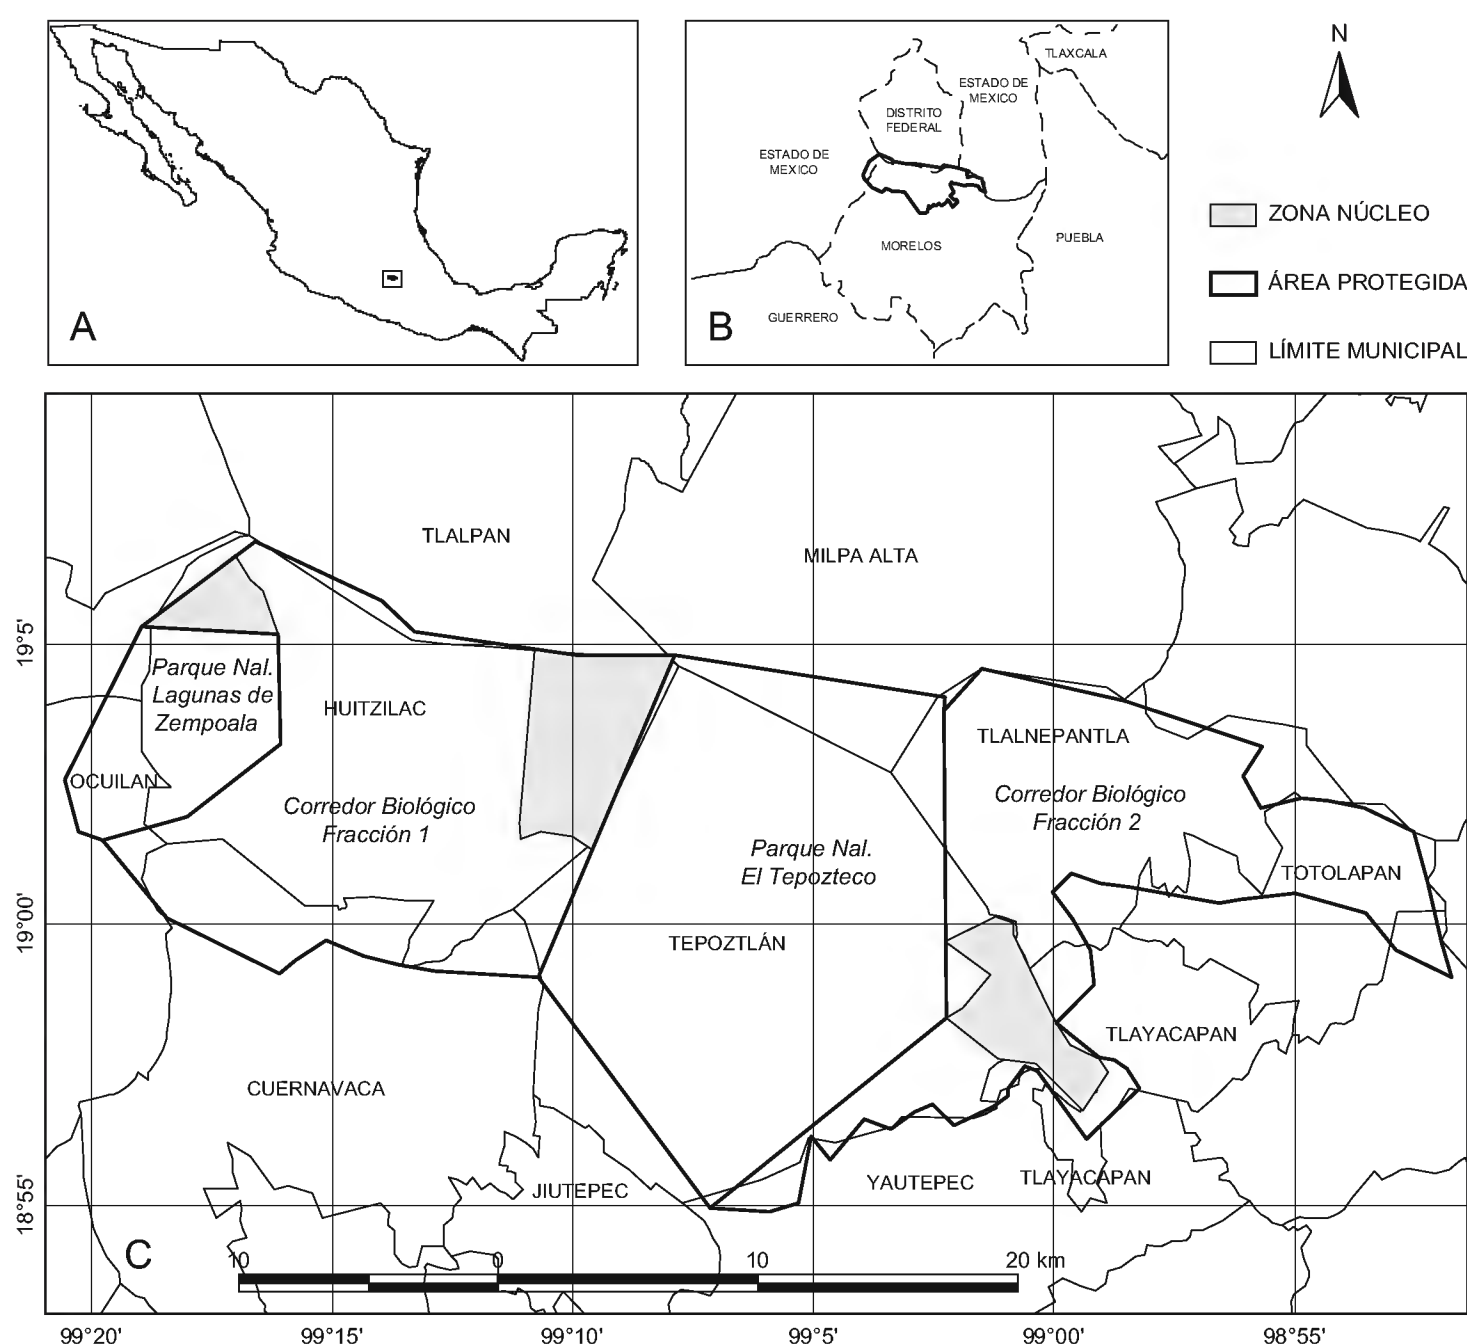 A
TLAXCALA
ESTADO DE
MEXICO
DISTRITO
FEDERAL
ESTADO DE
MEXICO
MORELOS
PUEBLA
GUERRERO
B
N
ZONA NÚCLEO
ÁREA PROTEGIDA
LÍMITE MUNICIPAL
TLALPAN
MILPA ALTA
19°5'
Parque Nal.
Lagunas de
Zempoala
HUITZILAC
OCUILAN
Corredor Biológico
Fracción 1
TLALNEPANTLA
Corredor Biológico
Fracción 2
Parque Nal.
El Tepozteco
TOTOLAPAN
19°00'
TEPOZTLÁN
TLAYACAPAN
CUERNAVACA
JIUTEPEC
YAUTEPEC
TLAYACAPAN
18°55'
C
10 0 10 20 km
99°20' 99°15' 99°10' 99°5' 99°00' 98°55'